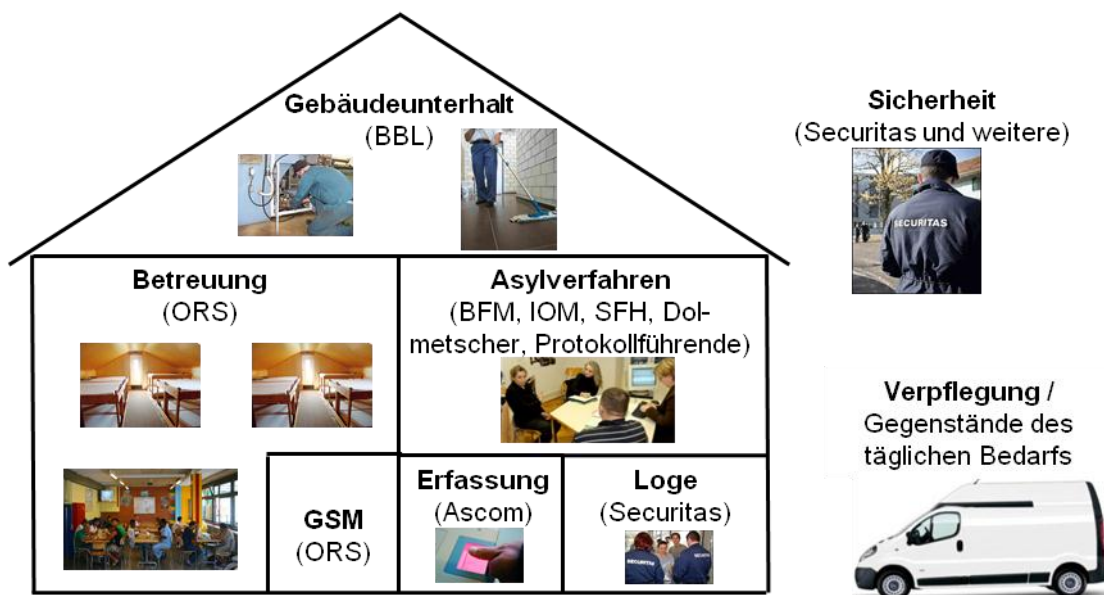 Gebäudeunterhalt
(BBL)
Sicherheit
(Securitas und weitere)
SECURITAS
Betreuung
(ORS)
Asylverfahren
(BFM, IOM, SFH, Dol-
metscher, Protokollführende)
Verpflegung /
Gegenstände des
täglichen Bedarfs
GSM
(ORS)
Erfassung
(Ascom)
Loge
(Securitas)
SECURITAS